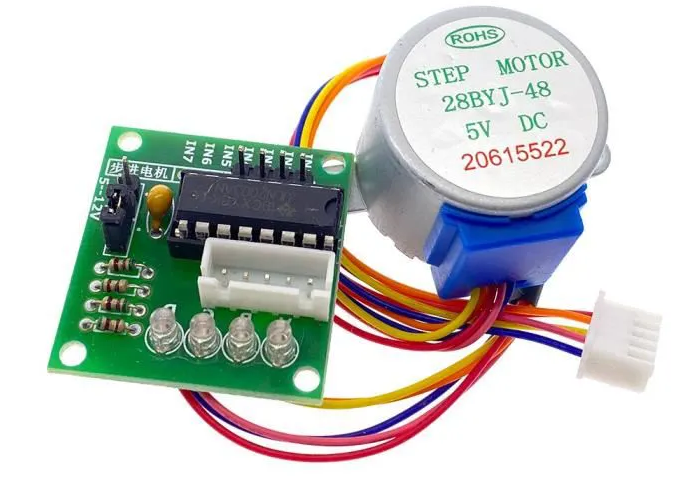 ROHS
STEP MOTOR
28BYJ-48
5V DC
20615522
IN7
IN6
IN5
步进电机
5--12V